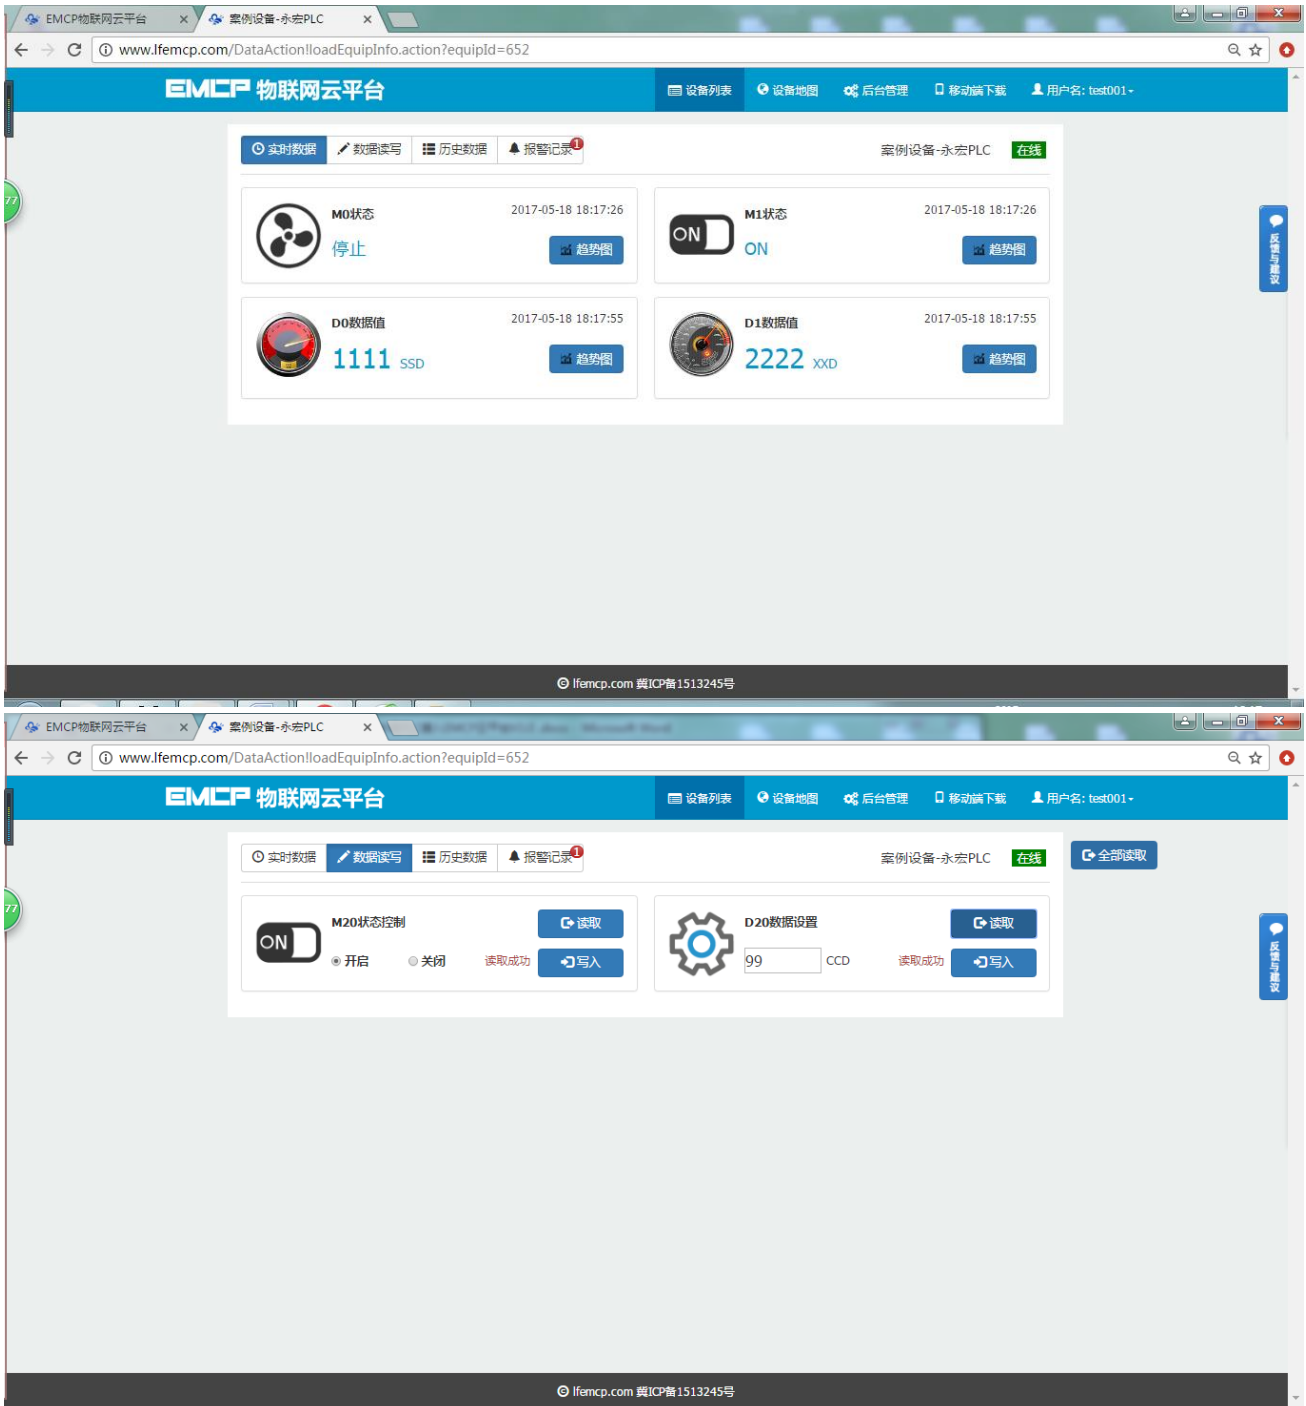 EMCP物联网云平台 案例设备-永宏PLC
www.lfemcp.com/DataAction!loadEquipInfo.action?equipId=652
EMCP 物联网云平台 设备列表 设备地图 后台管理 移动端下载 用户名: test001
实时数据 数据读写 历史数据 报警记录 1 案例设备-永宏PLC 在线
77
M0状态 2017-05-18 18:17:26
停止 趋势图
ON M1状态 2017-05-18 18:17:26
ON 趋势图
D0数据值 2017-05-18 18:17:55
1111 SSD 趋势图
D1数据值 2017-05-18 18:17:55
2222 XXD 趋势图
反馈与建议
© lfemcp.com 冀ICP备1513245号
EMCP物联网云平台 案例设备-永宏PLC
www.lfemcp.com/DataAction!loadEquipInfo.action?equipId=652
EMCP 物联网云平台 设备列表 设备地图 后台管理 移动端下载 用户名: test001
实时数据 数据读写 历史数据 报警记录 1 案例设备-永宏PLC 在线 全部读取
77
ON M20状态控制 读取
开启 关闭 读取成功 写入
D20数据设置 读取
99 CCD 读取成功 写入
反馈与建议
© lfemcp.com 冀ICP备1513245号